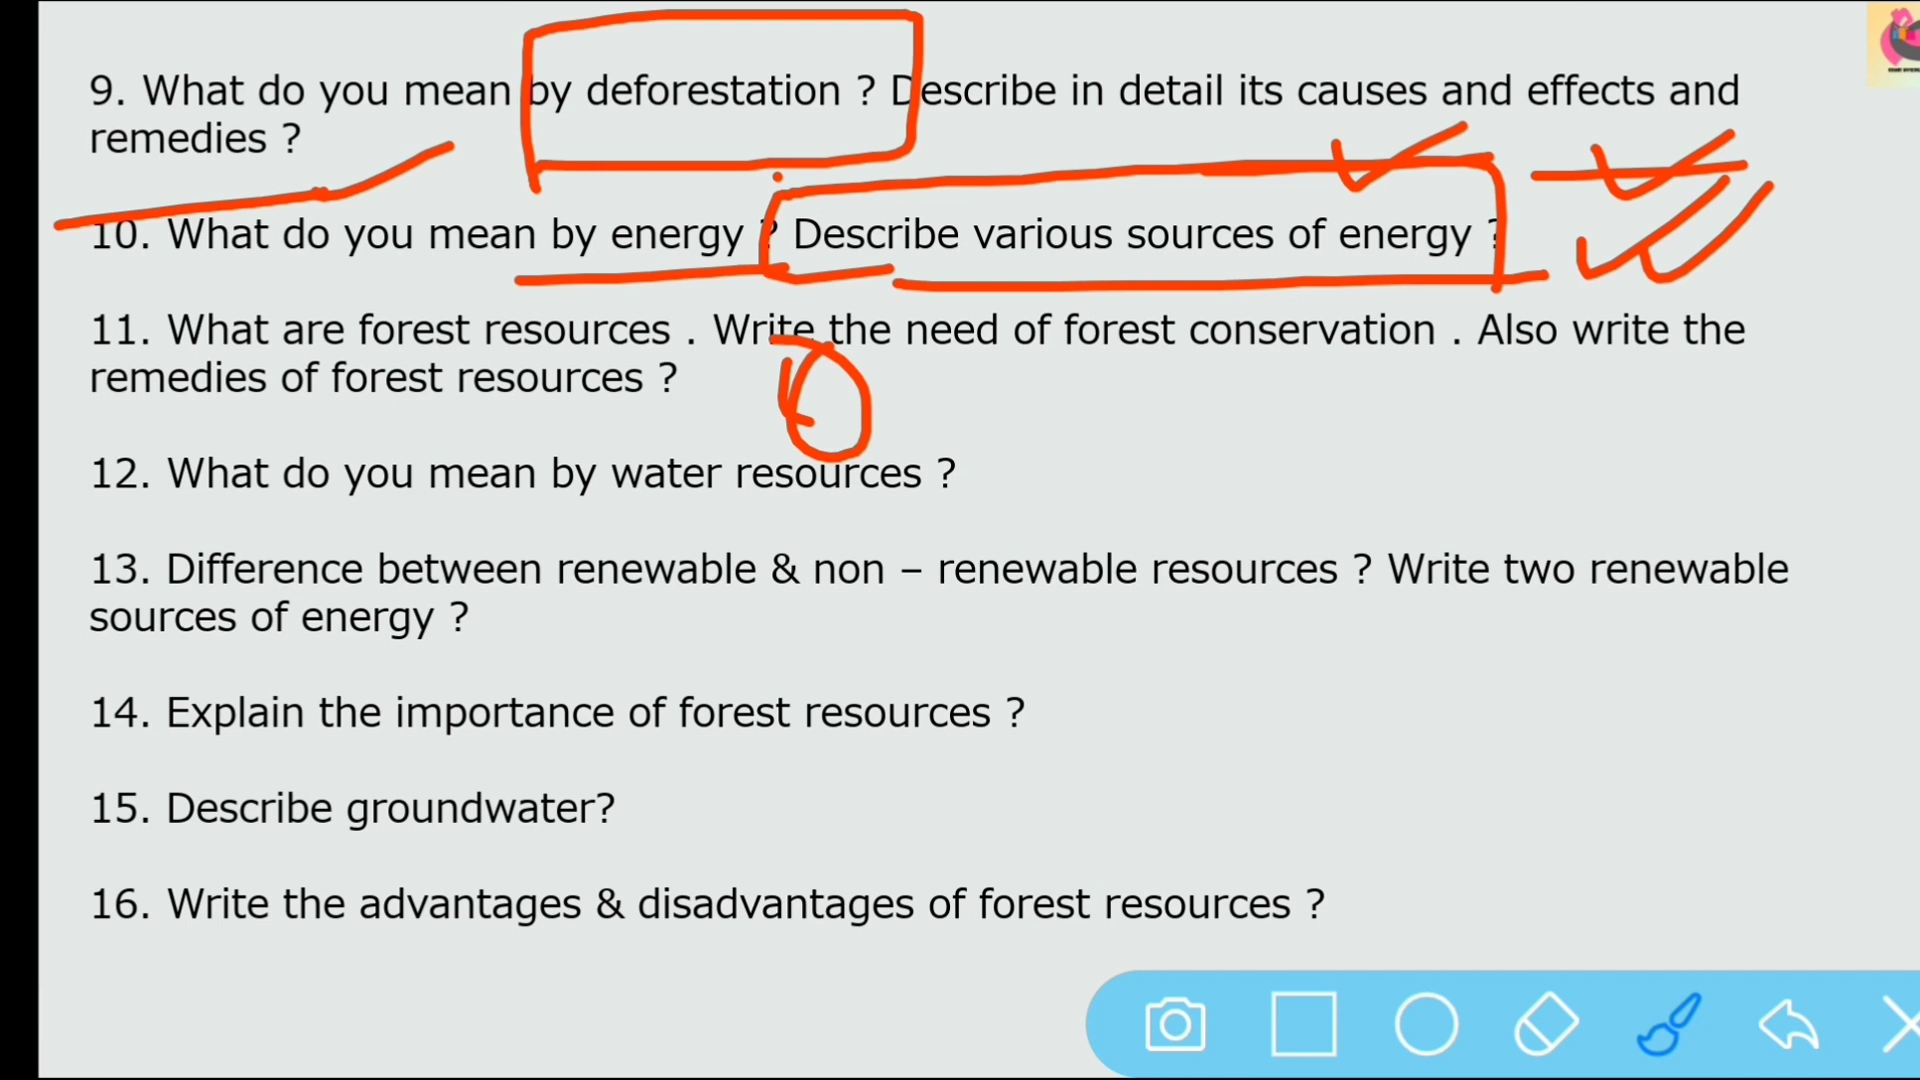 9. What do you mean by deforestation ? Describe in detail its causes and effects and
remedies ?
10. What do you mean by energy ? Describe various sources of energy ?
11. What are forest resources . Write the need of forest conservation . Also write the
remedies of forest resources ?
12. What do you mean by water resources ?
13. Difference between renewable & non – renewable resources ? Write two renewable
sources of energy ?
14. Explain the importance of forest resources ?
15. Describe groundwater?
16. Write the advantages & disadvantages of forest resources ?